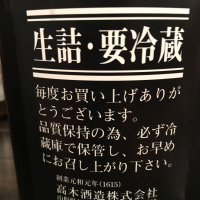 生詰・要冷蔵
毎度お買い上げありが
とうございます。
品質保持の為、必ず冷
蔵庫で保管し、お早め
にお召し上がり下さい。
創業元和元年(1615)
高木酒造株式会社